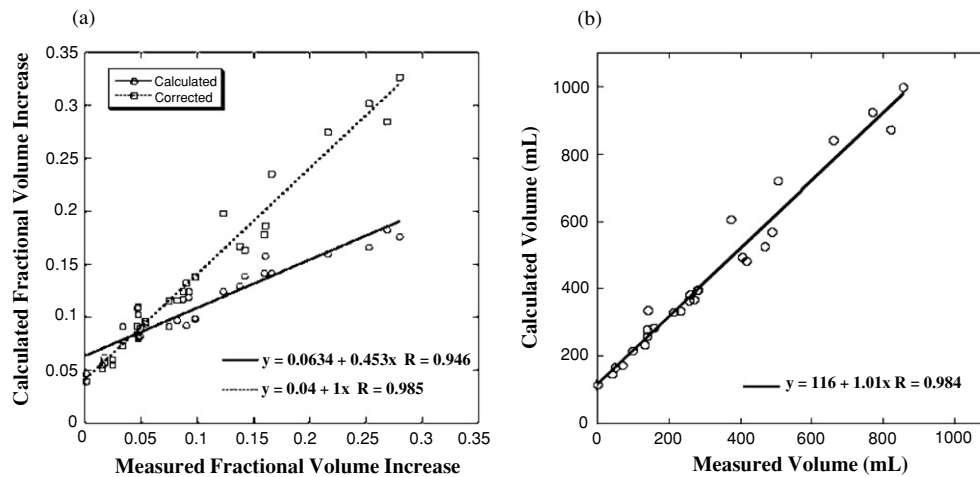 (a)
(b)
Calculated Fractional Volume Increase
0.35
0.3
0.25
0.2
0.15
0.1
0.05
0
Calculated
Corrected
y = 0.0634 + 0.453x R = 0.946
y = 0.04 + 1x R = 0.985
0 0.05 0.1 0.15 0.2 0.25 0.3 0.35
Measured Fractional Volume Increase
Calculated Volume (mL)
1000
800
600
400
200
0
y = 116 + 1.01x R = 0.984
0 200 400 600 800 1000
Measured Volume (mL)